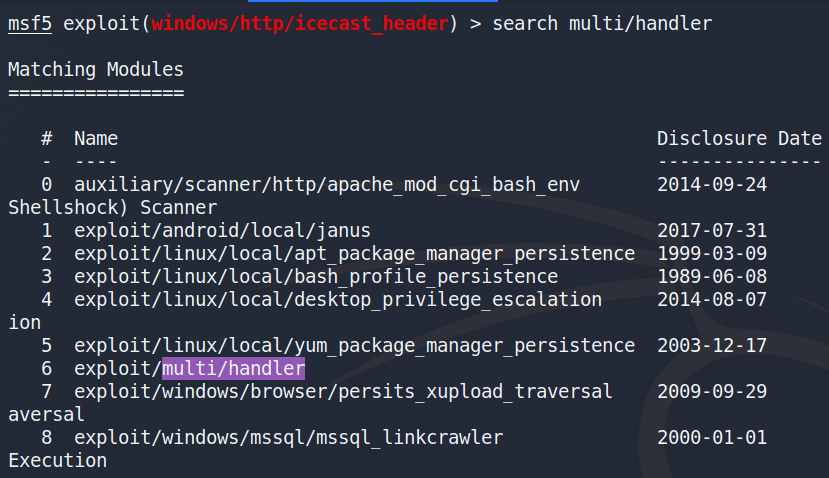 msf5 exploit(windows/http/icecast_header) > search multi/handler
Matching Modules
================
# Name Disclosure Date
- ---- ---------------
0 auxiliary/scanner/http/apache_mod_cgi_bash_env 2014-09-24
Shellshock) Scanner
1 exploit/android/local/janus 2017-07-31
2 exploit/linux/local/apt_package_manager_persistence 1999-03-09
3 exploit/linux/local/bash_profile_persistence 1989-06-08
4 exploit/linux/local/desktop_privilege_escalation 2014-08-07
ion
5 exploit/linux/local/yum_package_manager_persistence 2003-12-17
6 exploit/multi/handler
7 exploit/windows/browser/persits_xupload_traversal 2009-09-29
aversal
8 exploit/windows/mssql/mssql_linkcrawler 2000-01-01
Execution